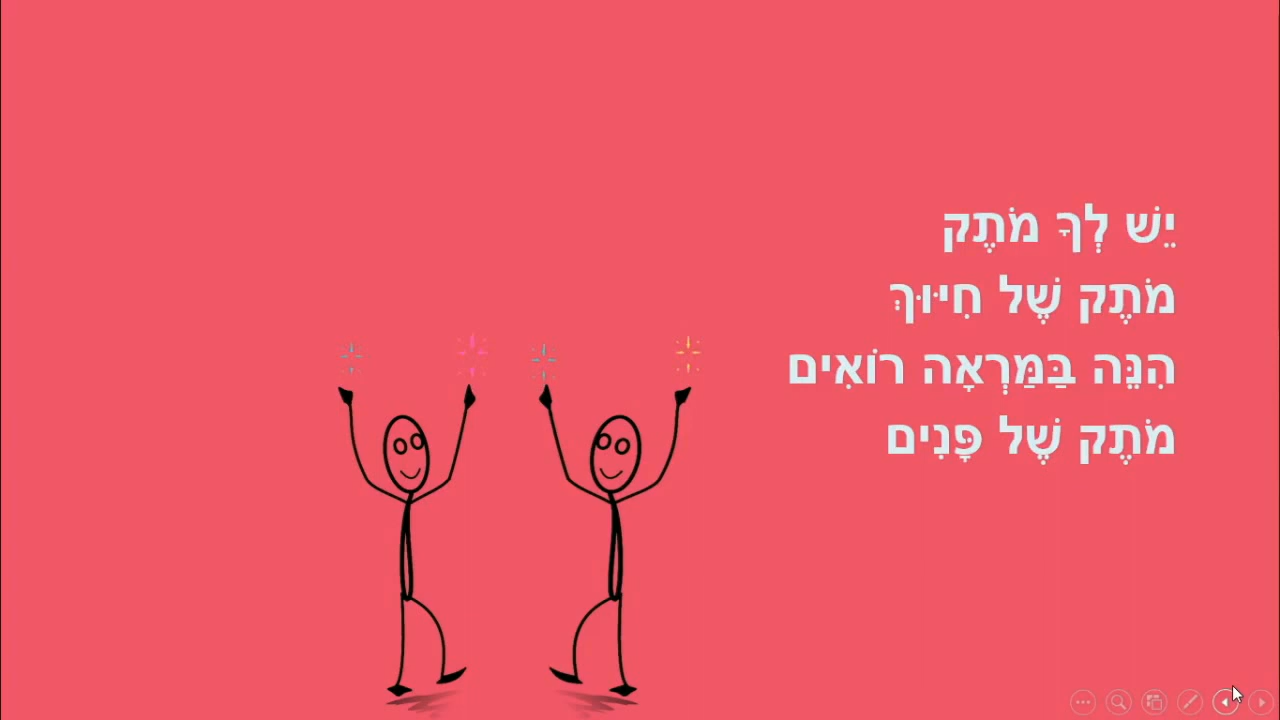 יֵשׁ לְךָ מֹתֶק
מֹתֶק שֶׁל חִיּוּךְ
הִנֵּה בַּמַּרְאָה רוֹאִים
מֹתֶק שֶׁל פָּנִים